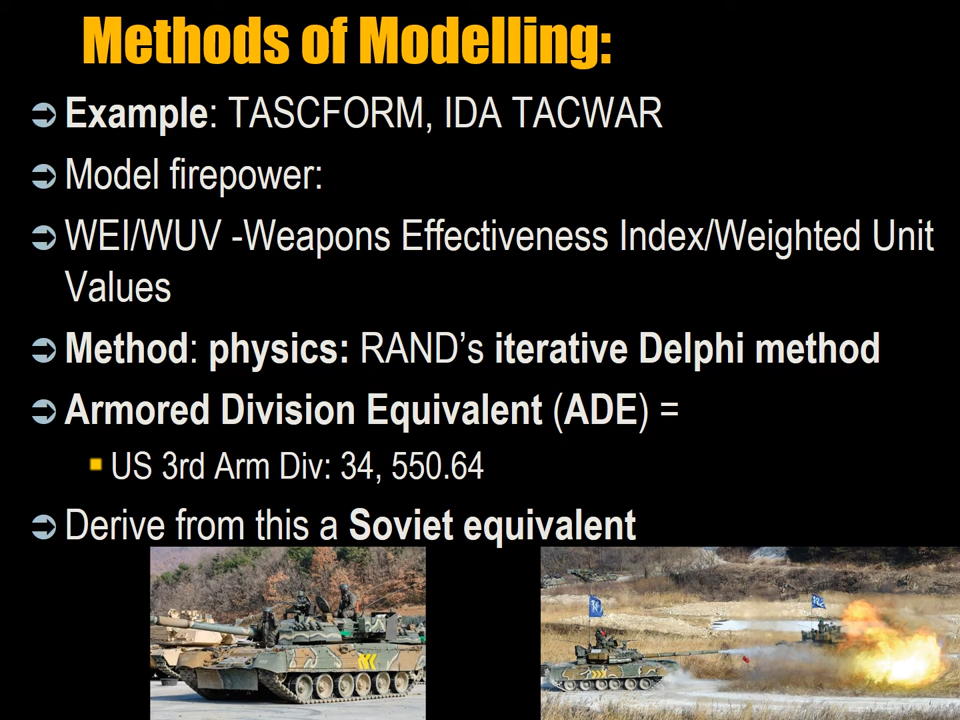 Methods of Modelling:
Example: TASCFORM, IDA TACWAR
Model firepower:
WEI/WUV -Weapons Effectiveness Index/Weighted Unit
Values
Method: physics: RAND’s iterative Delphi method
Armored Division Equivalent (ADE) =
US 3rd Arm Div: 34, 550.64
Derive from this a Soviet equivalent